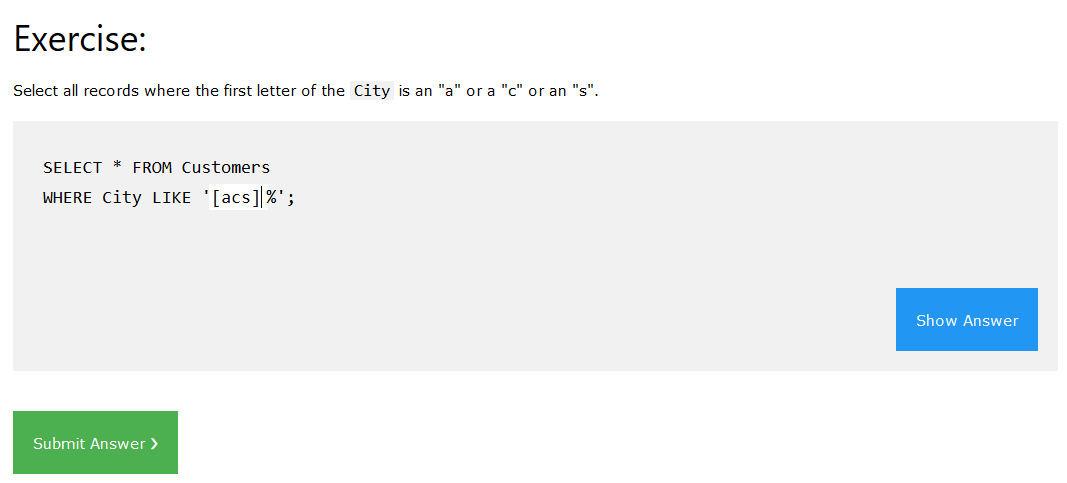 Exercise:
Select all records where the first letter of the City is an "a" or a "c" or an "s".
SELECT * FROM Customers
WHERE City LIKE '[acs]%';
Show Answer
Submit Answer ❯